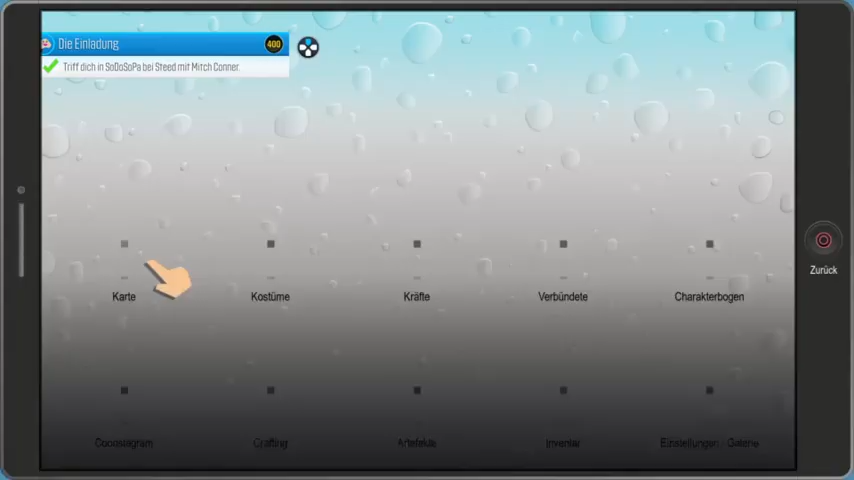 Die Einladung 400
Triff dich in SoDoSoPa bei Steed mit Mitch Conner.
Zurück
Karte Kostüme Kräfte Verbündete Charakterbogen
Coonstagram Crafting Artefakte Inventar Einstellungen / Galerie